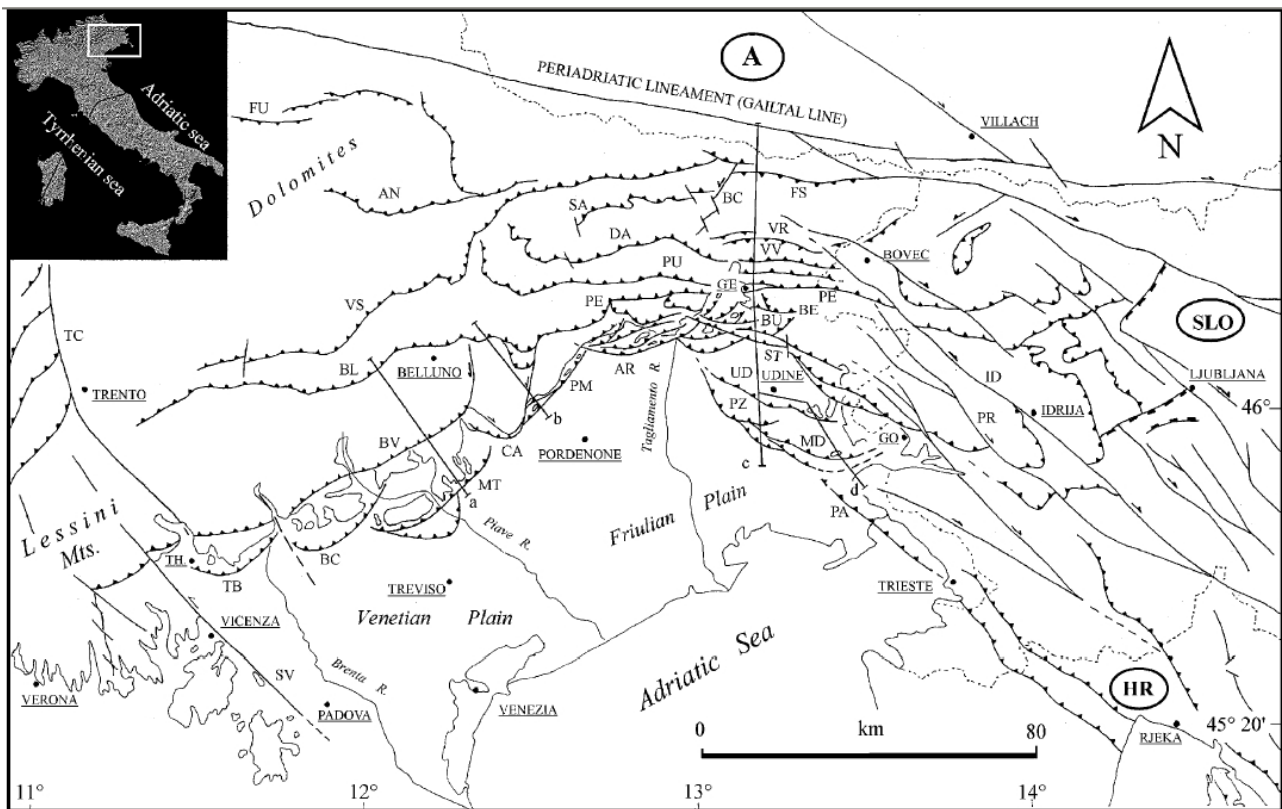 Adriatic sea
Tyrrhenian sea
A
PERIADRIATIC LINEAMENT (GAILTAL LINE)
N
VILLACH
FU
Dolomites
AN
SA
BC
FS
DA
VR
VV
BOVEC
PU
GE
PE
PE
BE
VS
BU
SLO
TC
ST
BL
BELLUNO
AR
PM
UD
UDINE
ID
LJUBLJANA
TRENTO
b
Tagliamento R.
PZ
PR
IDRIJA
46°
BV
CA
PORDENONE
MD
GO
c
MT
a
d
PA
Lessini
Mts.
Piave R.
Friulian Plain
TH.
TB
BC
TREVISO
TRIESTE
Venetian Plain
VICENZA
Adriatic Sea
SV
Brenta R.
VERONA
PADOVA
VENEZIA
HR
0 km 80
45° 20'
RJEKA
11° 12° 13° 14°